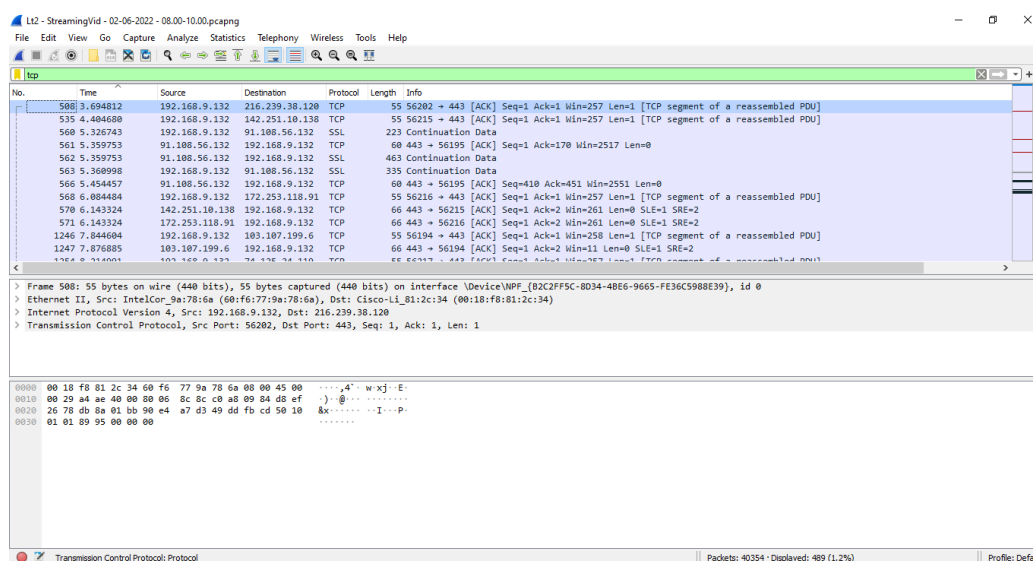 Lt2 - StreamingVid - 02-06-2022 - 08.00-10.00.pcapng
File Edit View Go Capture Analyze Statistics Telephony Wireless Tools Help
tcp
No. Time Source Destination Protocol Length Info
508 3.694812 192.168.9.132 216.239.38.120 TCP 55 56202 → 443 [ACK] Seq=1 Ack=1 Win=257 Len=1 [TCP segment of a reassembled PDU]
535 4.404680 192.168.9.132 142.251.10.138 TCP 55 56215 → 443 [ACK] Seq=1 Ack=1 Win=257 Len=1 [TCP segment of a reassembled PDU]
560 5.326743 192.168.9.132 91.108.56.132 SSL 223 Continuation Data
561 5.359753 91.108.56.132 192.168.9.132 TCP 60 443 → 56195 [ACK] Seq=1 Ack=170 Win=2517 Len=0
562 5.359753 91.108.56.132 192.168.9.132 SSL 463 Continuation Data
563 5.360998 192.168.9.132 91.108.56.132 SSL 335 Continuation Data
566 5.454457 91.108.56.132 192.168.9.132 TCP 60 443 → 56195 [ACK] Seq=410 Ack=451 Win=2551 Len=0
568 6.084484 192.168.9.132 172.253.118.91 TCP 55 56216 → 443 [ACK] Seq=1 Ack=1 Win=257 Len=1 [TCP segment of a reassembled PDU]
570 6.143324 142.251.10.138 192.168.9.132 TCP 66 443 → 56215 [ACK] Seq=1 Ack=2 Win=261 Len=0 SLE=1 SRE=2
571 6.143324 172.253.118.91 192.168.9.132 TCP 66 443 → 56216 [ACK] Seq=1 Ack=2 Win=261 Len=0 SLE=1 SRE=2
1246 7.844604 192.168.9.132 103.107.199.6 TCP 55 56194 → 443 [ACK] Seq=1 Ack=1 Win=258 Len=1 [TCP segment of a reassembled PDU]
1247 7.876885 103.107.199.6 192.168.9.132 TCP 66 443 → 56194 [ACK] Seq=1 Ack=2 Win=11 Len=0 SLE=1 SRE=2
Frame 508: 55 bytes on wire (440 bits), 55 bytes captured (440 bits) on interface \Device\NPF_{B2C2FF5C-8D34-4BE6-9665-FE36C5988E39}, id 0
Ethernet II, Src: IntelCor_9a:78:6a (60:f6:77:9a:78:6a), Dst: Cisco-Li_81:2c:34 (00:18:f8:81:2c:34)
Internet Protocol Version 4, Src: 192.168.9.132, Dst: 216.239.38.120
Transmission Control Protocol, Src Port: 56202, Dst Port: 443, Seq: 1, Ack: 1, Len: 1
0000 00 18 f8 81 2c 34 60 f6 77 9a 78 6a 08 00 45 00 ····,4`· w·xj··E·
0010 00 29 a4 ae 40 00 80 06 8c 8c c0 a8 09 84 d8 ef ·)··@··· ········
0020 26 78 db 8a 01 bb 90 e4 a7 d3 49 dd fb cd 50 10 &x······ ··I···P·
0030 01 01 89 95 00 00 00 ·······
Transmission Control Protocol: Protocol
Packets: 40354 · Displayed: 489 (1.2%)
Profile: Defa